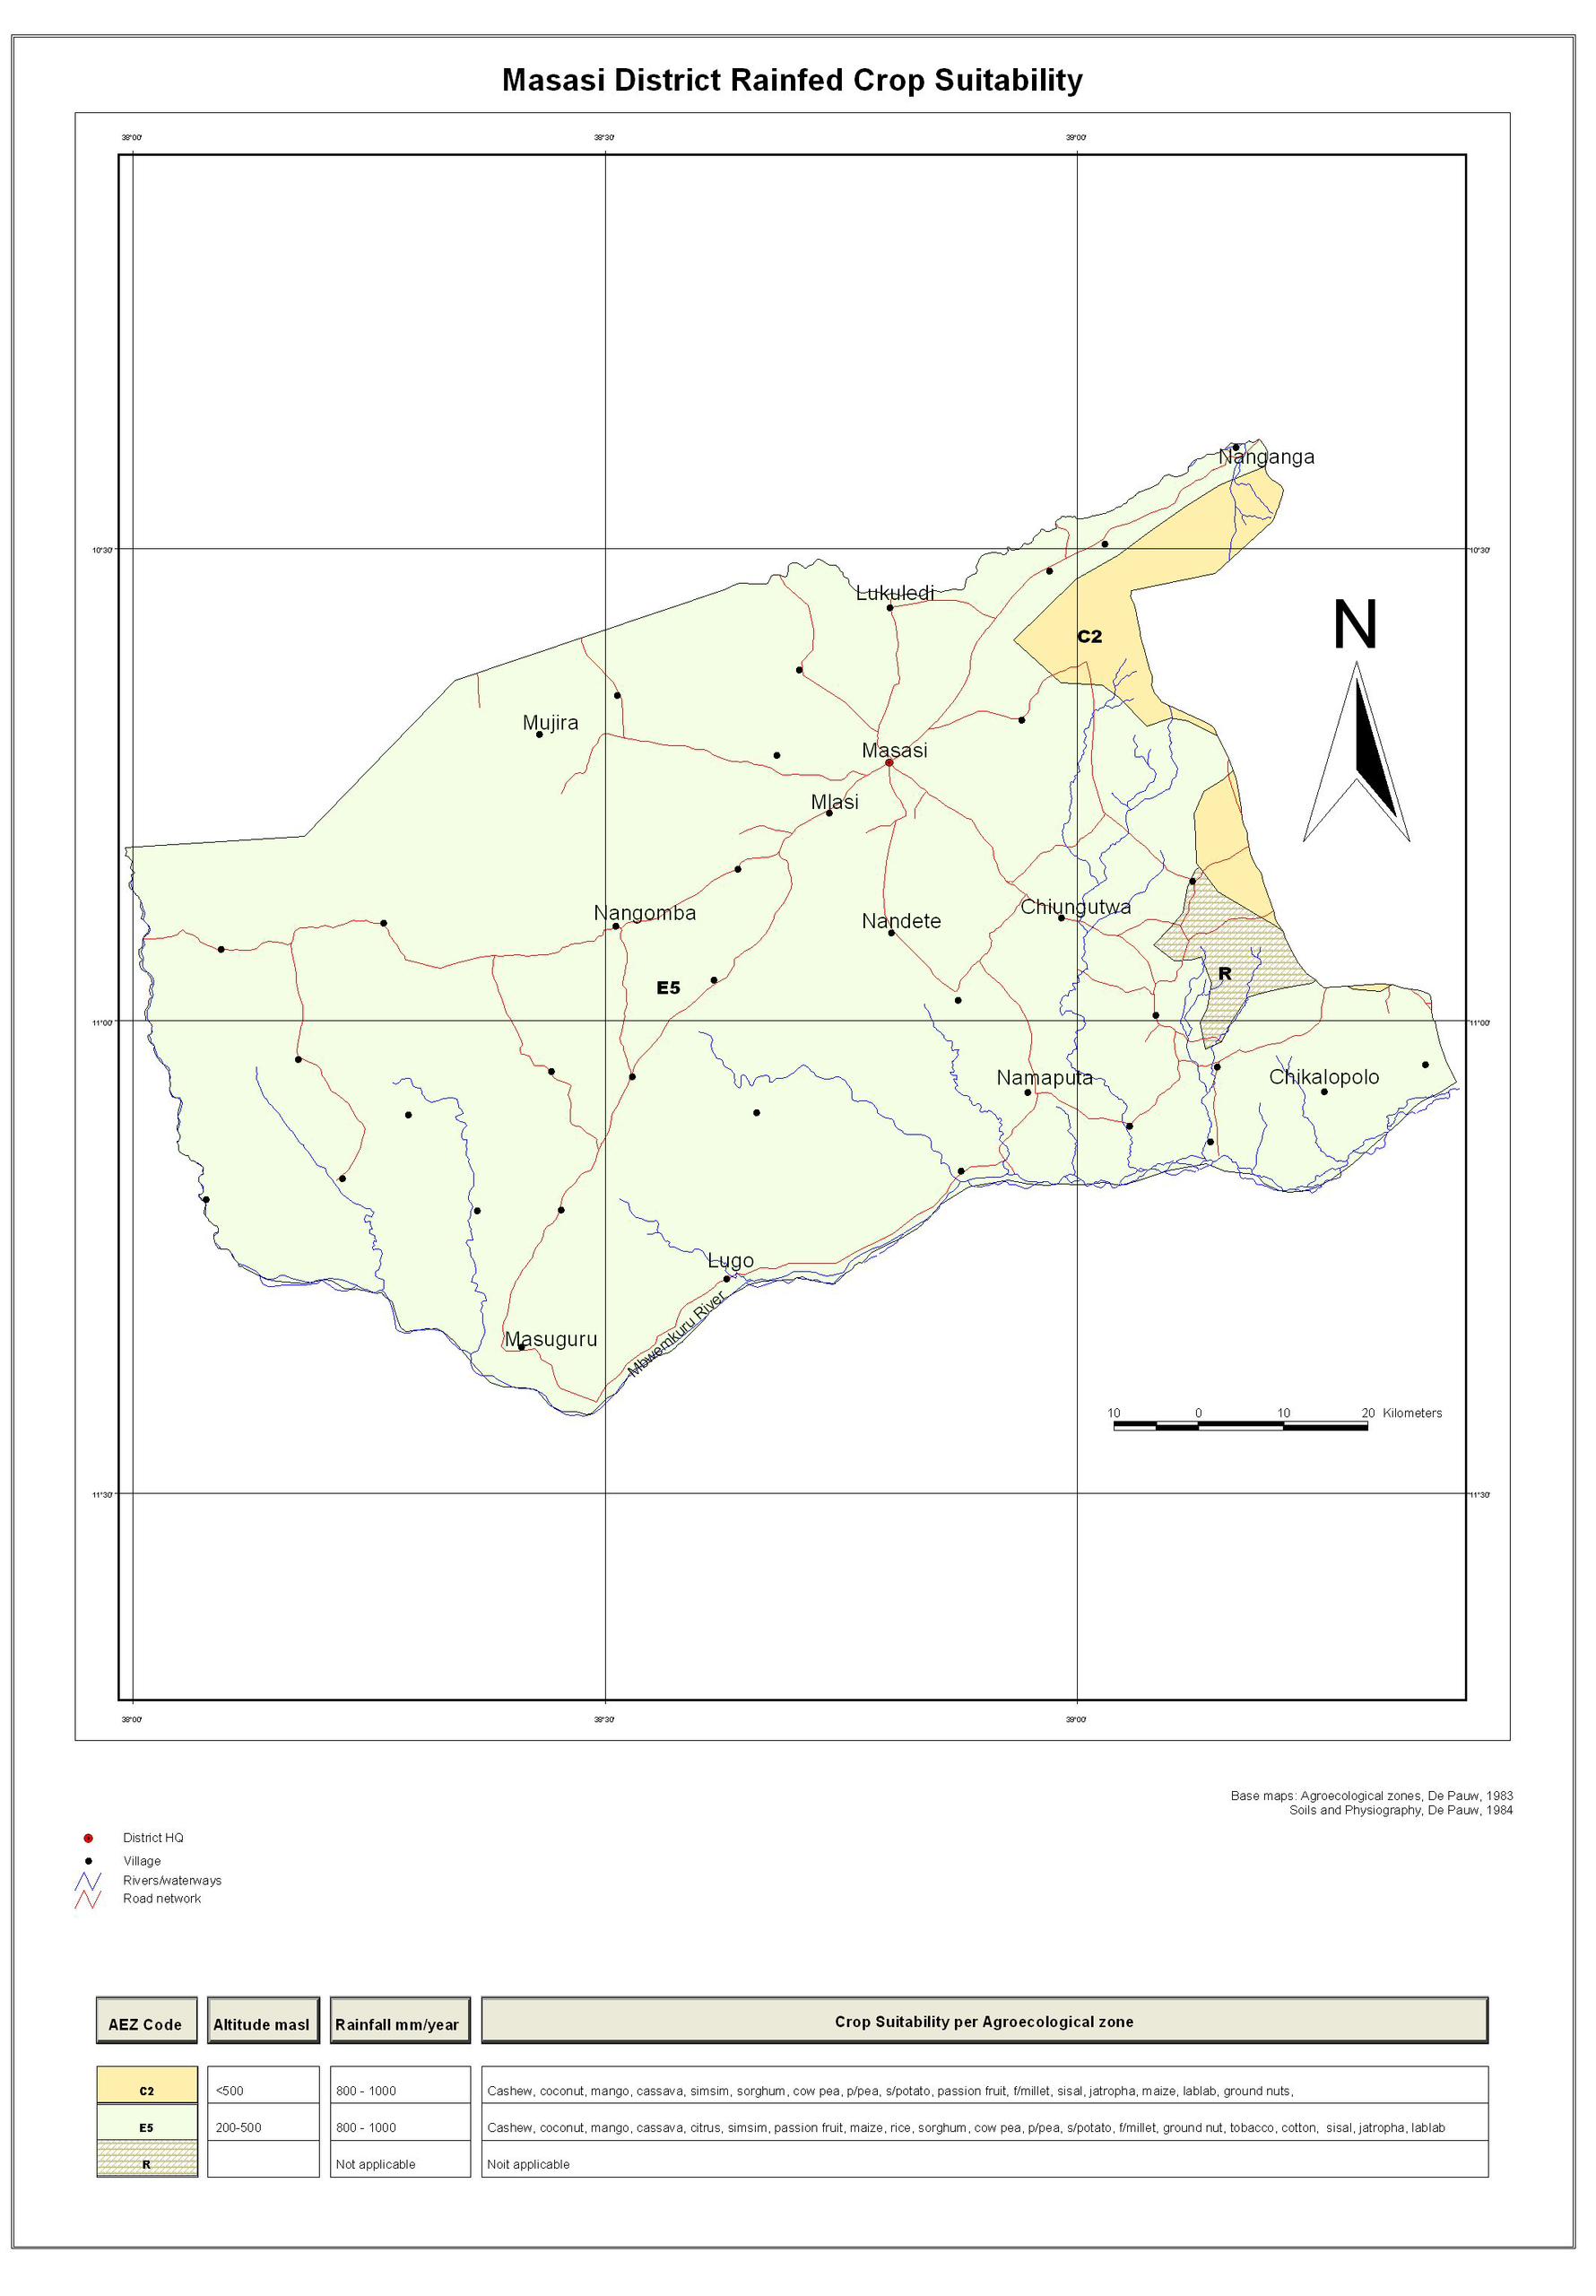 Masasi District Rainfed Crop Suitability
38°00'
38°30'
39°00'
Nanganga
10°30'
10°30'
Lukuledi
C2
N
Mujira
Masasi
Mlasi
Nangomba
Nandete
Chiungutwa
R
E5
11°00'
11°00'
Namaputa
Chikalopolo
Lugo
Mbwemkuru River
Masuguru
10 0 10 20 Kilometers
11°30'
11°30'
38°00'
38°30'
39°00'
Base maps: Agroecological zones, De Pauw, 1983
Soils and Physiography, De Pauw, 1984
District HQ
Village
Rivers/waterways
Road network
AEZ Code Altitude masl Rainfall mm/year Crop Suitability per Agroecological zone
C2 <500 800 - 1000 Cashew, coconut, mango, cassava, simsim, sorghum, cow pea, p/pea, s/potato, passion fruit, f/millet, sisal, jatropha, maize, lablab, ground nuts,
E5 200-500 800 - 1000 Cashew, coconut, mango, cassava, citrus, simsim, passion fruit, maize, rice, sorghum, cow pea, p/pea, s/potato, f/millet, ground nut, tobacco, cotton, sisal, jatropha, lablab
R Not applicable Noit applicable